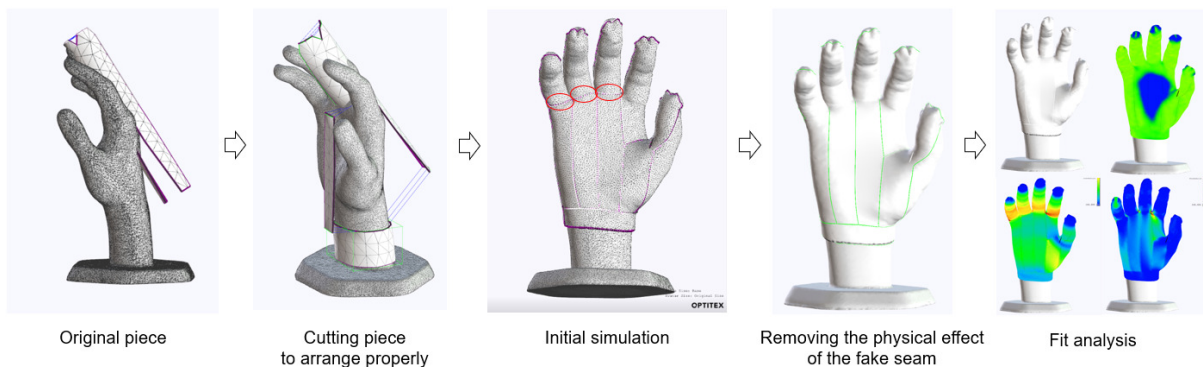 OPTITEX
Original piece
Cutting piece
to arrange properly
Initial simulation
Removing the physical effect
of the fake seam
Fit analysis